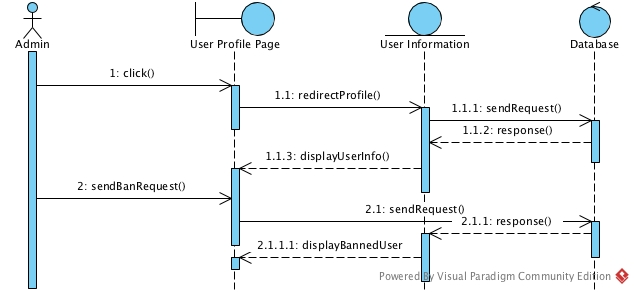 Admin
User Profile Page
User Information
Database
1: click()
1.1: redirectProfile()
1.1.1: sendRequest()
1.1.2: response()
1.1.3: displayUserInfo()
2: sendBanRequest()
2.1: sendRequest()
2.1.1: response()
2.1.1.1: displayBannedUser
Powered By Visual Paradigm Community Edition